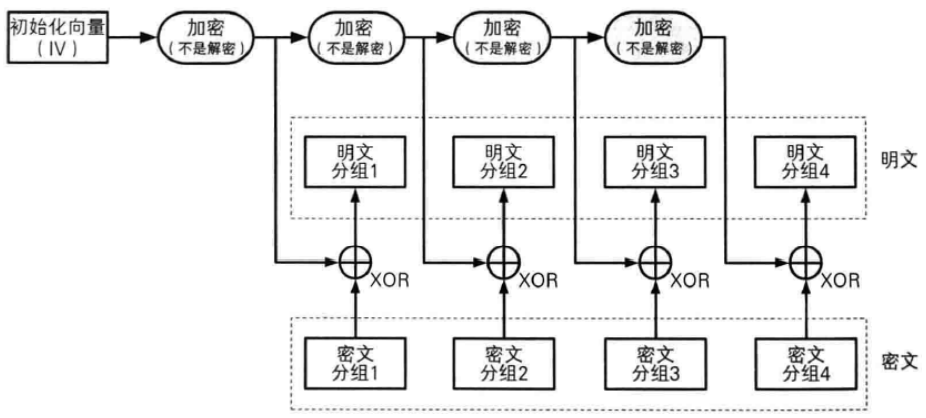 初始化向量
（IV）
加密
（不是解密）
加密
（不是解密）
加密
（不是解密）
加密
（不是解密）
明文
分组1
明文
分组2
明文
分组3
明文
分组4
明文
XOR
XOR
XOR
XOR
密文
分组1
密文
分组2
密文
分组3
密文
分组4
密文